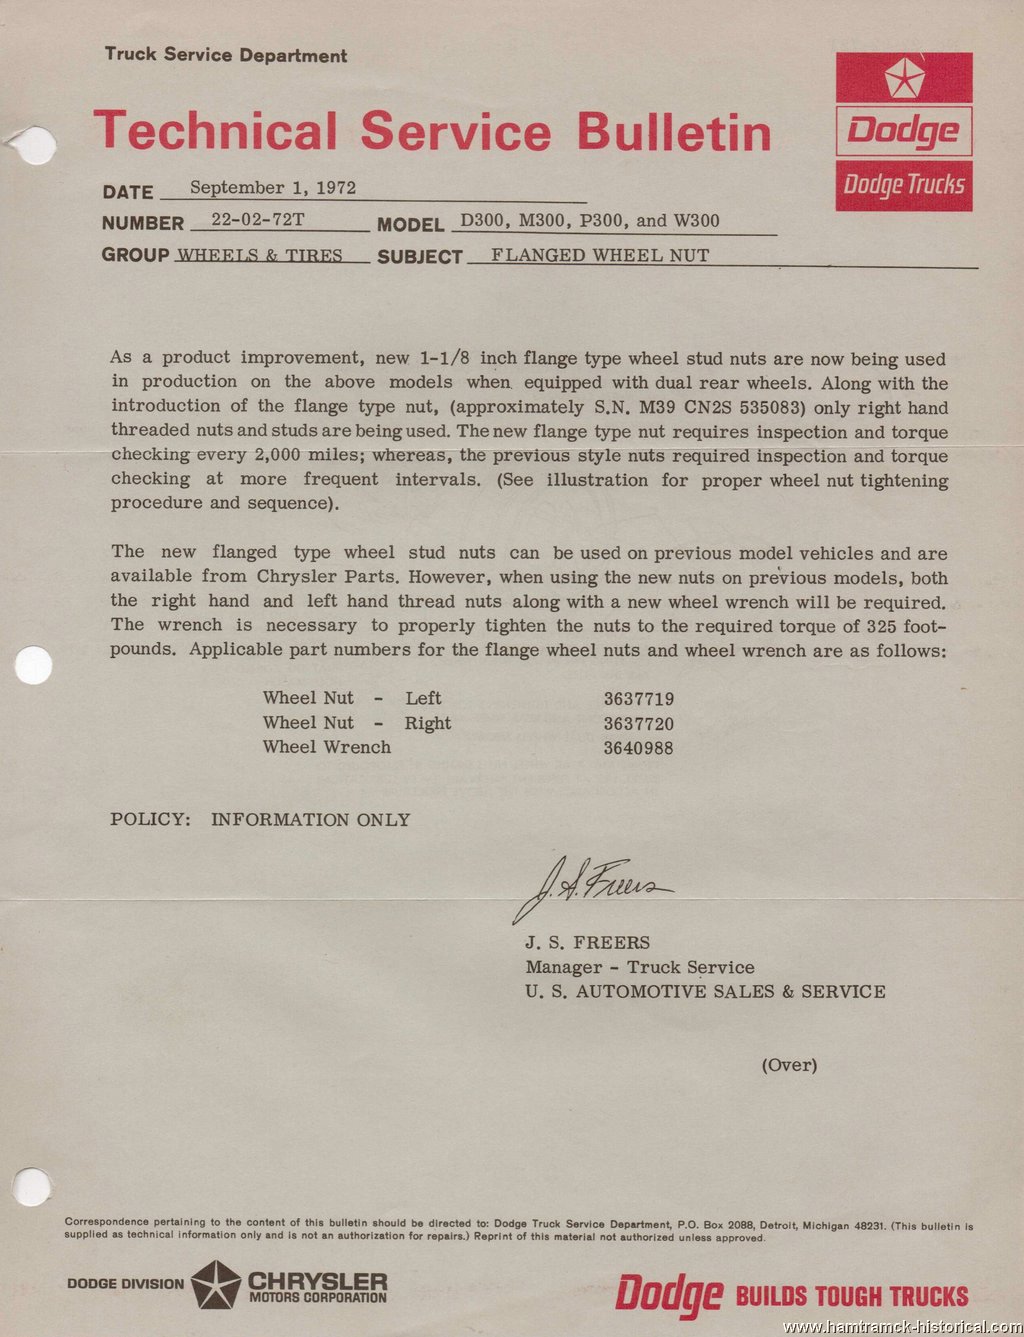 Truck Service Department
Technical Service Bulletin
Dodge
Dodge Trucks
DATE September 1, 1972
NUMBER 22-02-72T MODEL D300, M300, P300, and W300
GROUP WHEELS & TIRES SUBJECT FLANGED WHEEL NUT
As a product improvement, new 1-1/8 inch flange type wheel stud nuts are now being used
in production on the above models when equipped with dual rear wheels. Along with the
introduction of the flange type nut, (approximately S.N. M39 CN2S 535083) only right hand
threaded nuts and studs are being used. The new flange type nut requires inspection and torque
checking every 2,000 miles; whereas, the previous style nuts required inspection and torque
checking at more frequent intervals. (See illustration for proper wheel nut tightening
procedure and sequence).
The new flanged type wheel stud nuts can be used on previous model vehicles and are
available from Chrysler Parts. However, when using the new nuts on previous models, both
the right hand and left hand thread nuts along with a new wheel wrench will be required.
The wrench is necessary to properly tighten the nuts to the required torque of 325 foot-
pounds. Applicable part numbers for the flange wheel nuts and wheel wrench are as follows:
Wheel Nut - Left 3637719
Wheel Nut - Right 3637720
Wheel Wrench 3640988
POLICY: INFORMATION ONLY
J. S. Freers
J. S. FREERS
Manager - Truck Service
U. S. AUTOMOTIVE SALES & SERVICE
(Over)
Correspondence pertaining to the content of this bulletin should be directed to: Dodge Truck Service Department, P.O. Box 2088, Detroit, Michigan 48231. (This bulletin is
supplied as technical information only and is not an authorization for repairs.) Reprint of this material not authorized unless approved.
DODGE DIVISION CHRYSLER
MOTORS CORPORATION
Dodge BUILDS TOUGH TRUCKS
www.hamtramck-historical.com